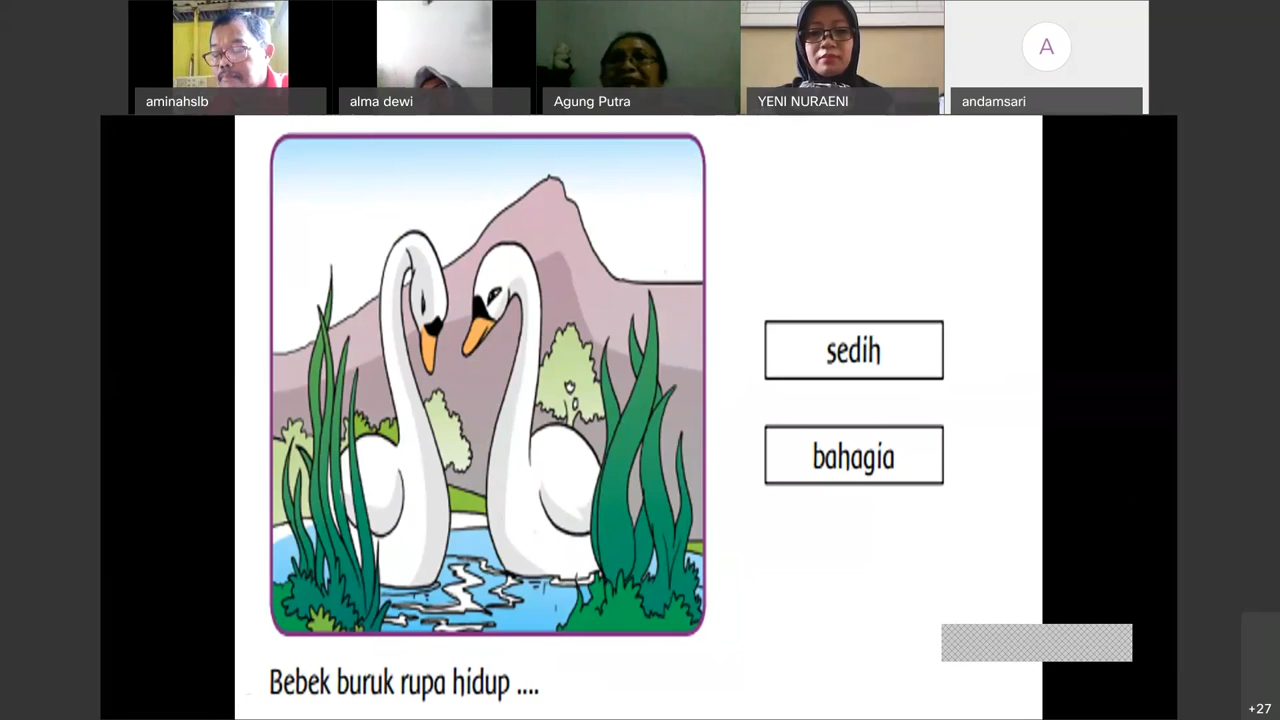 aminahslb
alma dewi
Agung Putra
YENI NURAENI
andamsari
A
sedih
bahagia
Bebek buruk rupa hidup ....
+27